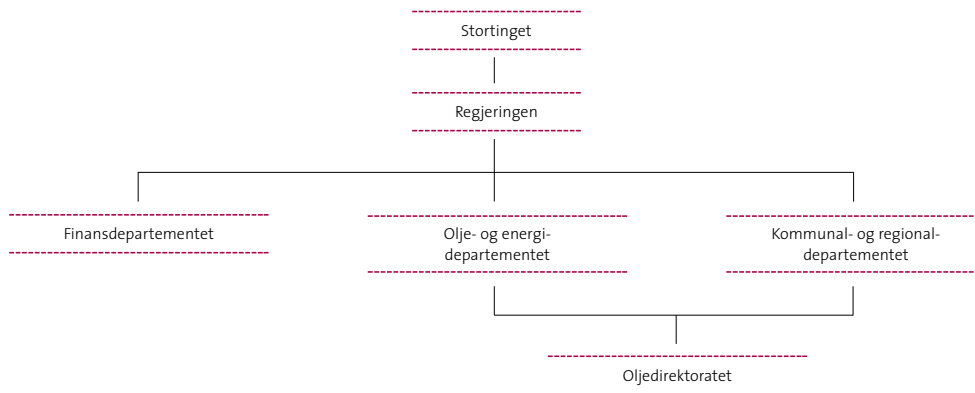 Stortinget
Regjeringen
Finansdepartementet
Olje- og energi-
departementet
Kommunal- og regional-
departementet
Oljedirektoratet